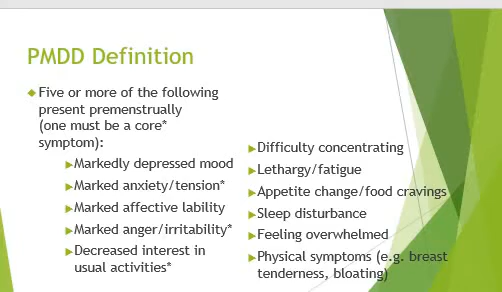 PMDD Definition
Five or more of the following
present premenstrually
(one must be a core*
symptom):
Markedly depressed mood
Marked anxiety/tension*
Marked affective lability
Marked anger/irritability*
Decreased interest in
usual activities*
Difficulty concentrating
Lethargy/fatigue
Appetite change/food cravings
Sleep disturbance
Feeling overwhelmed
Physical symptoms (e.g. breast
tenderness, bloating)